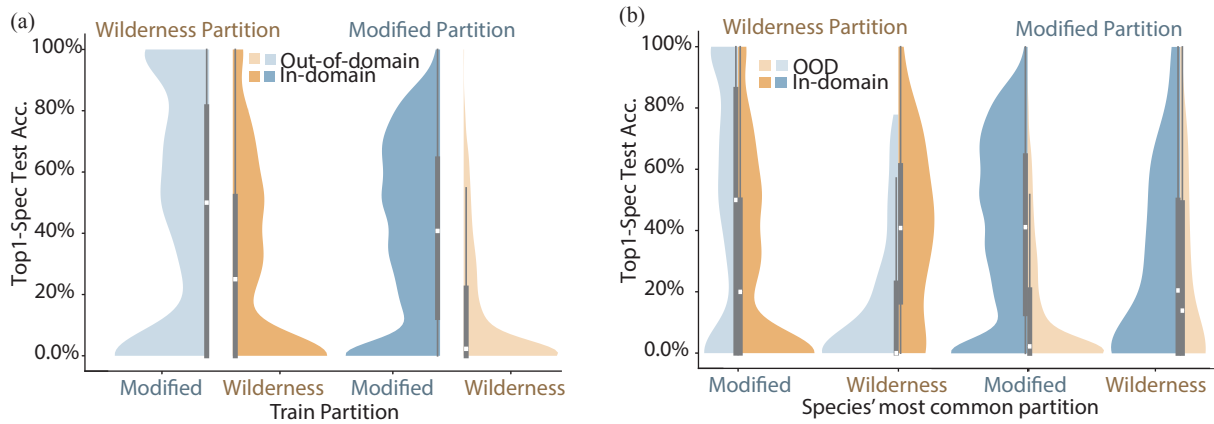 (a)
Wilderness Partition Modified Partition
100%
80%
60%
40%
20%
0.0%
Top1-Spec Test Acc.
Out-of-domain
In-domain
Modified Wilderness Modified Wilderness
Train Partition
(b)
Wilderness Partition Modified Partition
100%
80%
60%
40%
20%
0.0%
Top1-Spec Test Acc.
OOD
In-domain
Modified Wilderness Modified Wilderness
Species' most common partition